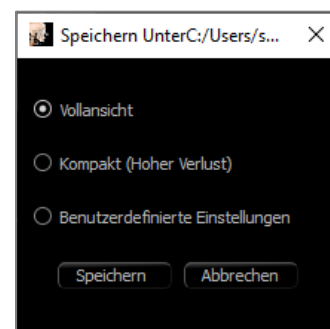 Speichern UnterC:/Users/s...
Vollansicht
Kompakt (Hoher Verlust)
Benutzerdefinierte Einstellungen
Speichern Abbrechen